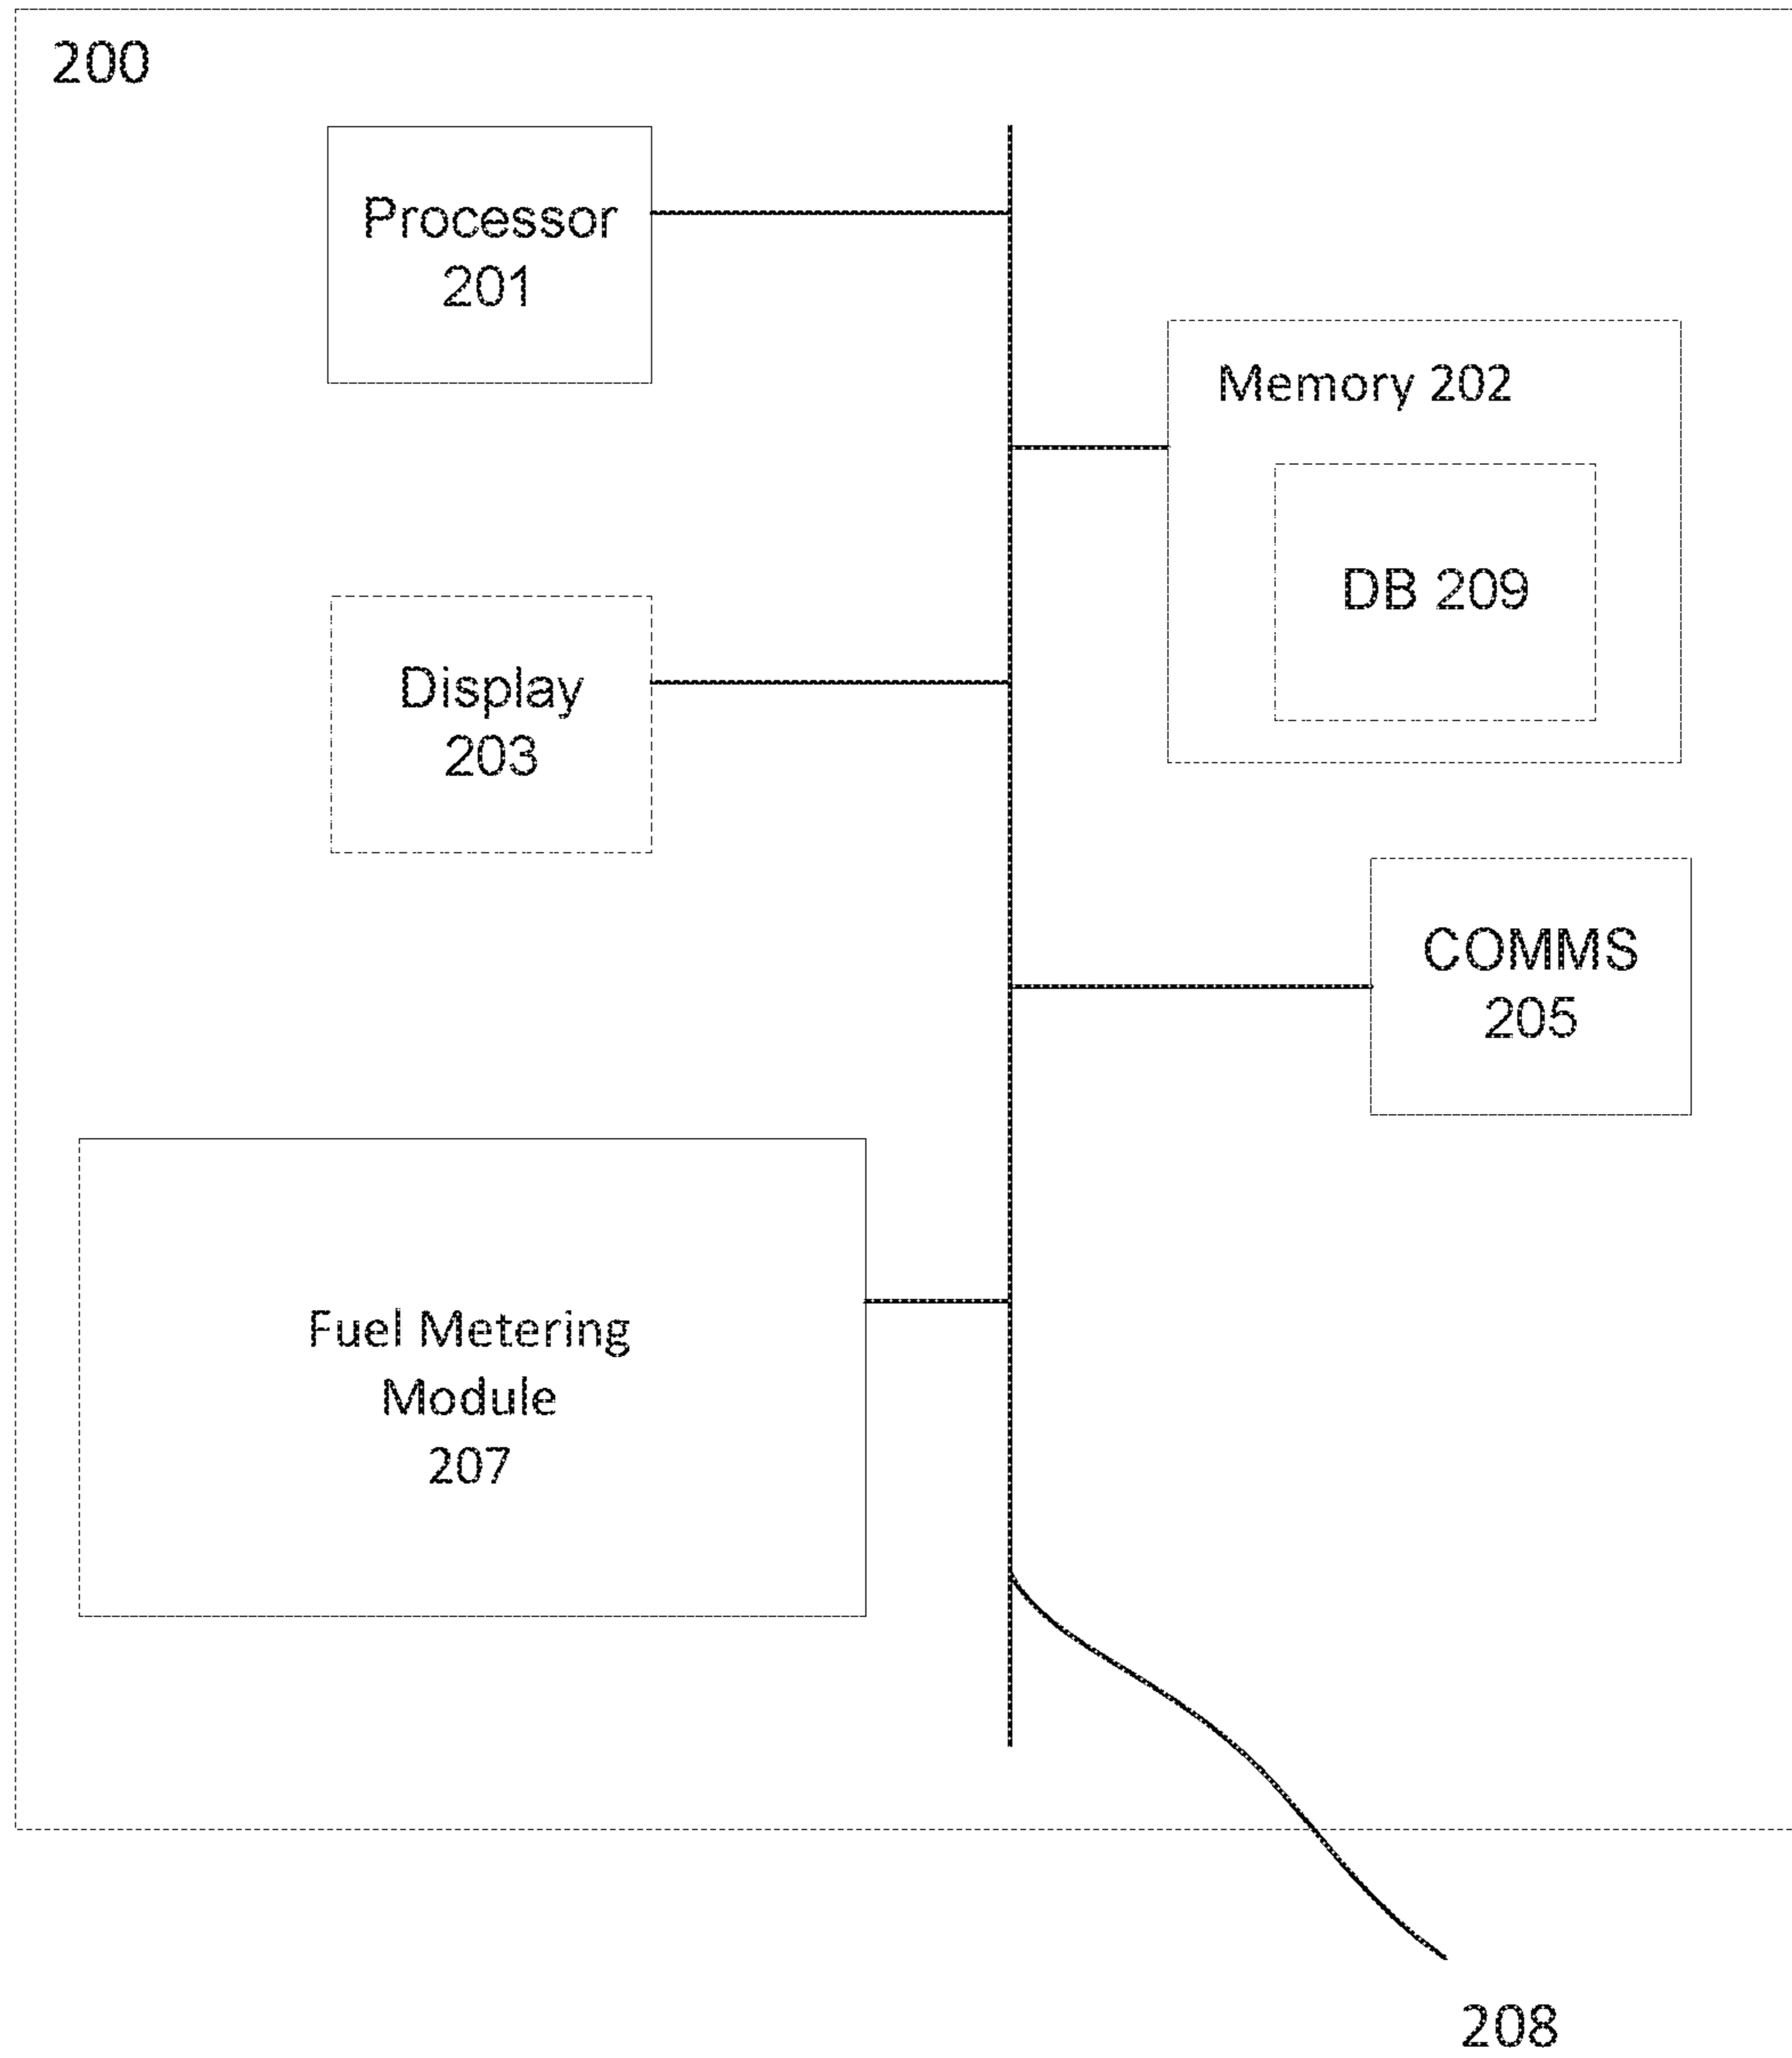 200
Processor
201
Memory 202
DB 209
Display
203
COMMS
205
Fuel Metering
Module
207
208